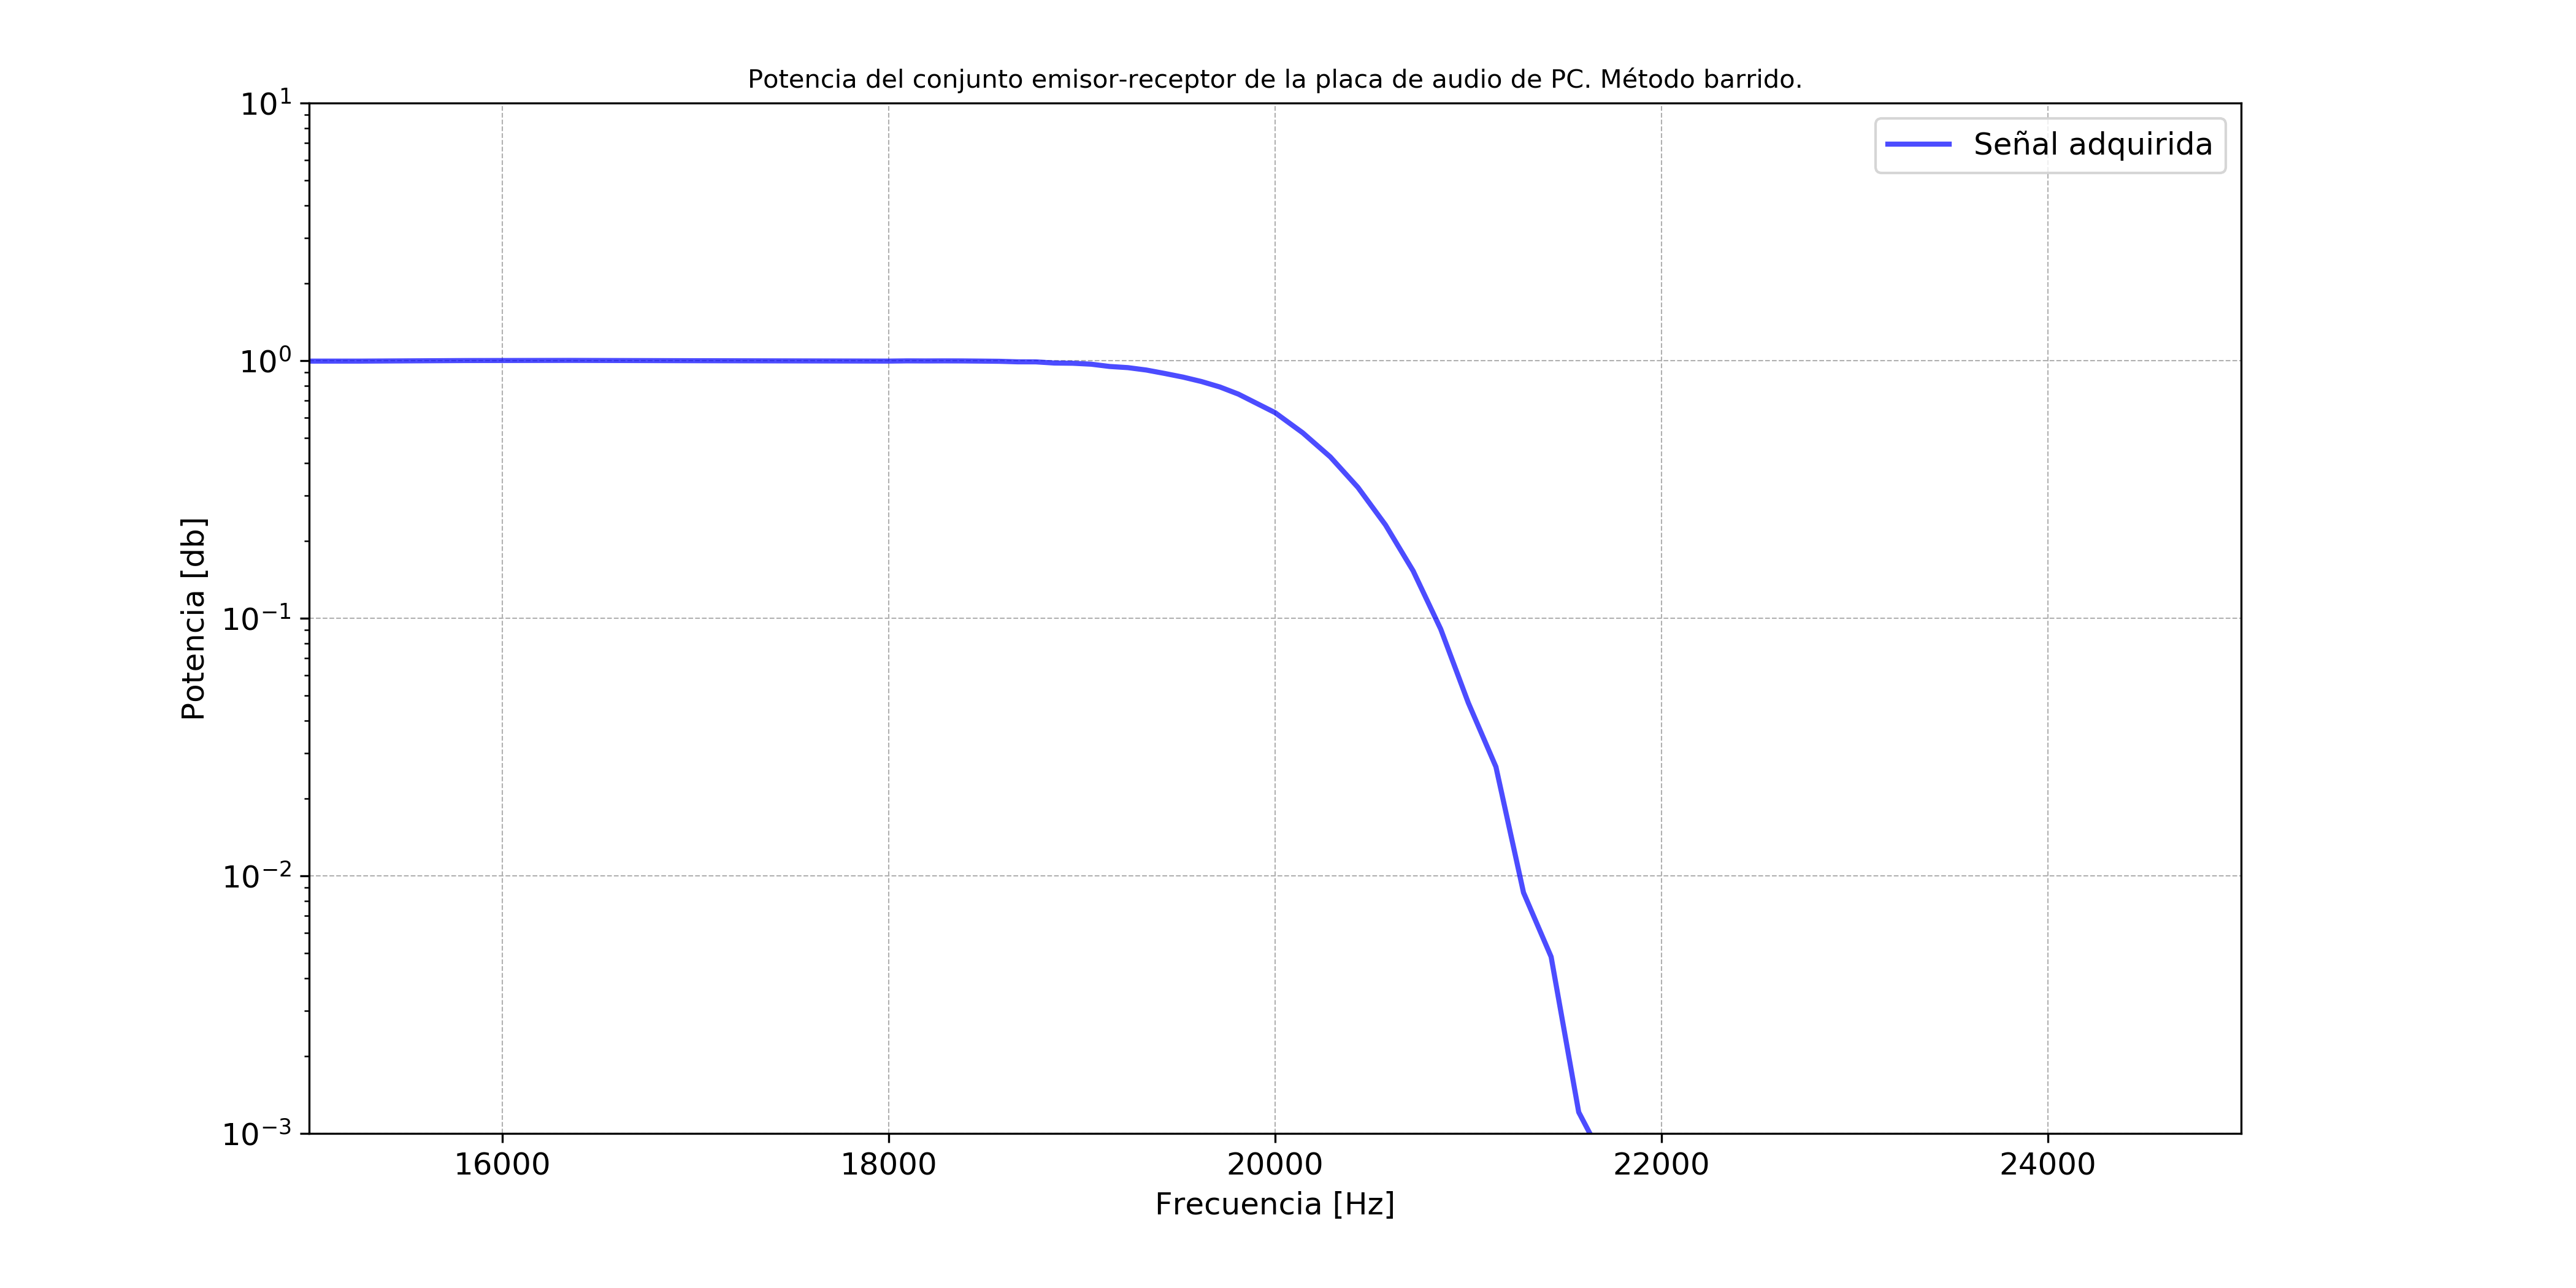 Potencia del conjunto emisor-receptor de la placa de audio de PC. Método barrido.
Señal adquirida
Potencia [db]
10¹
10⁰
10⁻¹
10⁻²
10⁻³
16000 18000 20000 22000 24000
Frecuencia [Hz]